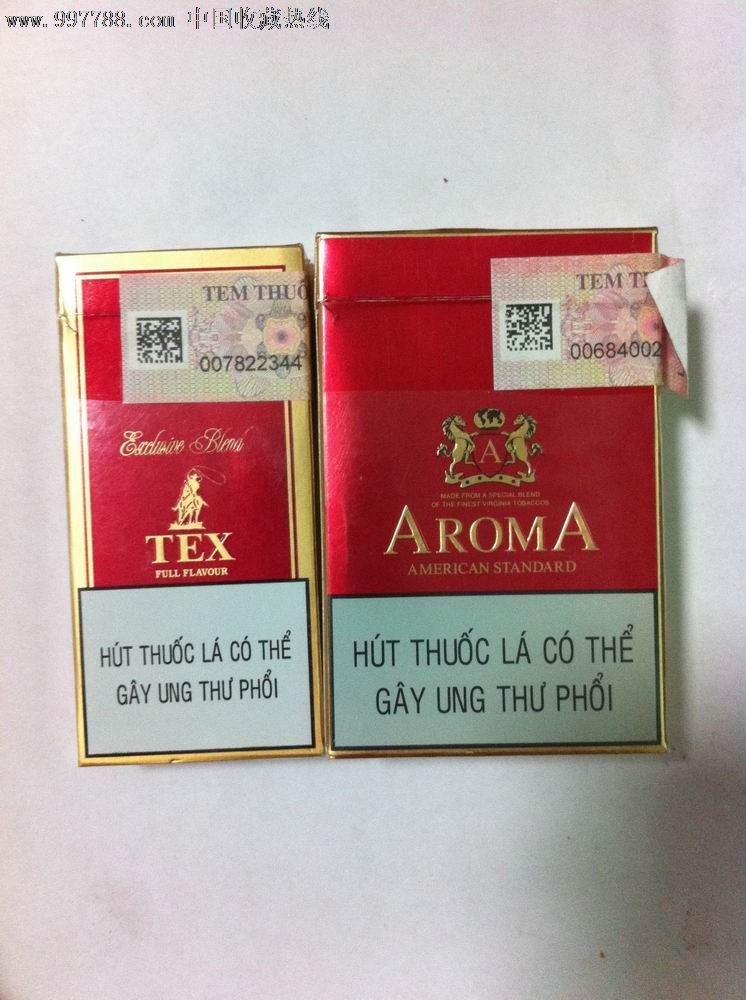 www.997788.com 中国收藏热线
TEM THUỐ
007822344
Exclusive Blend
TEX
FULL FLAVOUR
HÚT THUỐC LÁ CÓ THỂ
GÂY UNG THƯ PHỔI
TEM T
00684002
A
MADE FROM A SPECIAL BLEND
OF THE FINEST VIRGINIA TOBACCOS
AROMA
AMERICAN STANDARD
HÚT THUỐC LÁ CÓ THỂ
GÂY UNG THƯ PHỔI